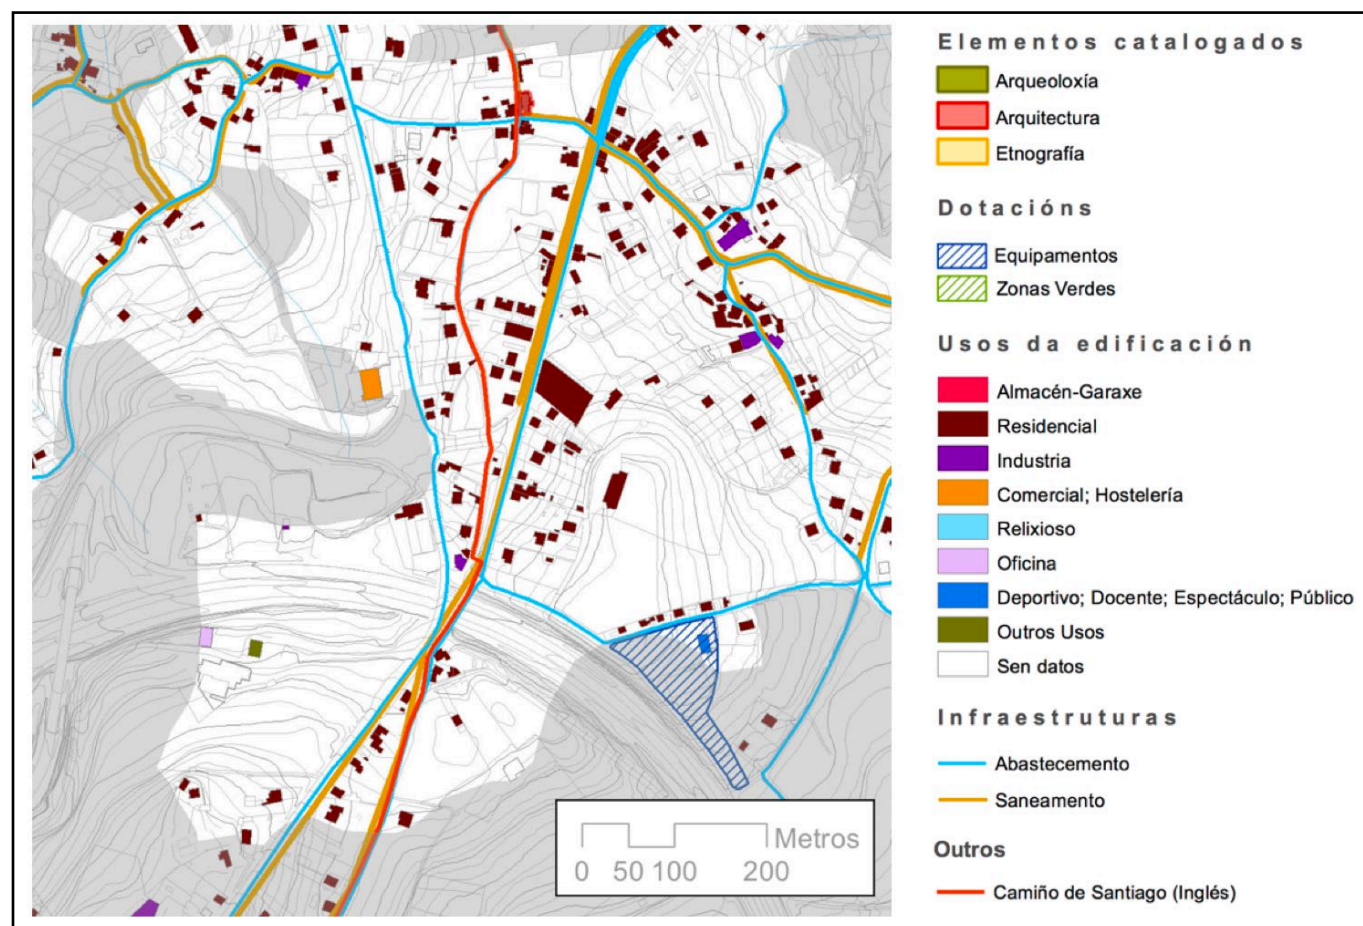 Elementos catalogados
Arqueoloxía
Arquitectura
Etnografía
Dotacións
Equipamentos
Zonas Verdes
Usos da edificación
Almacén-Garaxe
Residencial
Industria
Comercial; Hostelería
Relixioso
Oficina
Deportivo; Docente; Espectáculo; Público
Outros Usos
Sen datos
Infraestruturas
Abastecemento
Saneamento
Outros
Camiño de Santiago (Inglés)
Metros
0 50 100 200